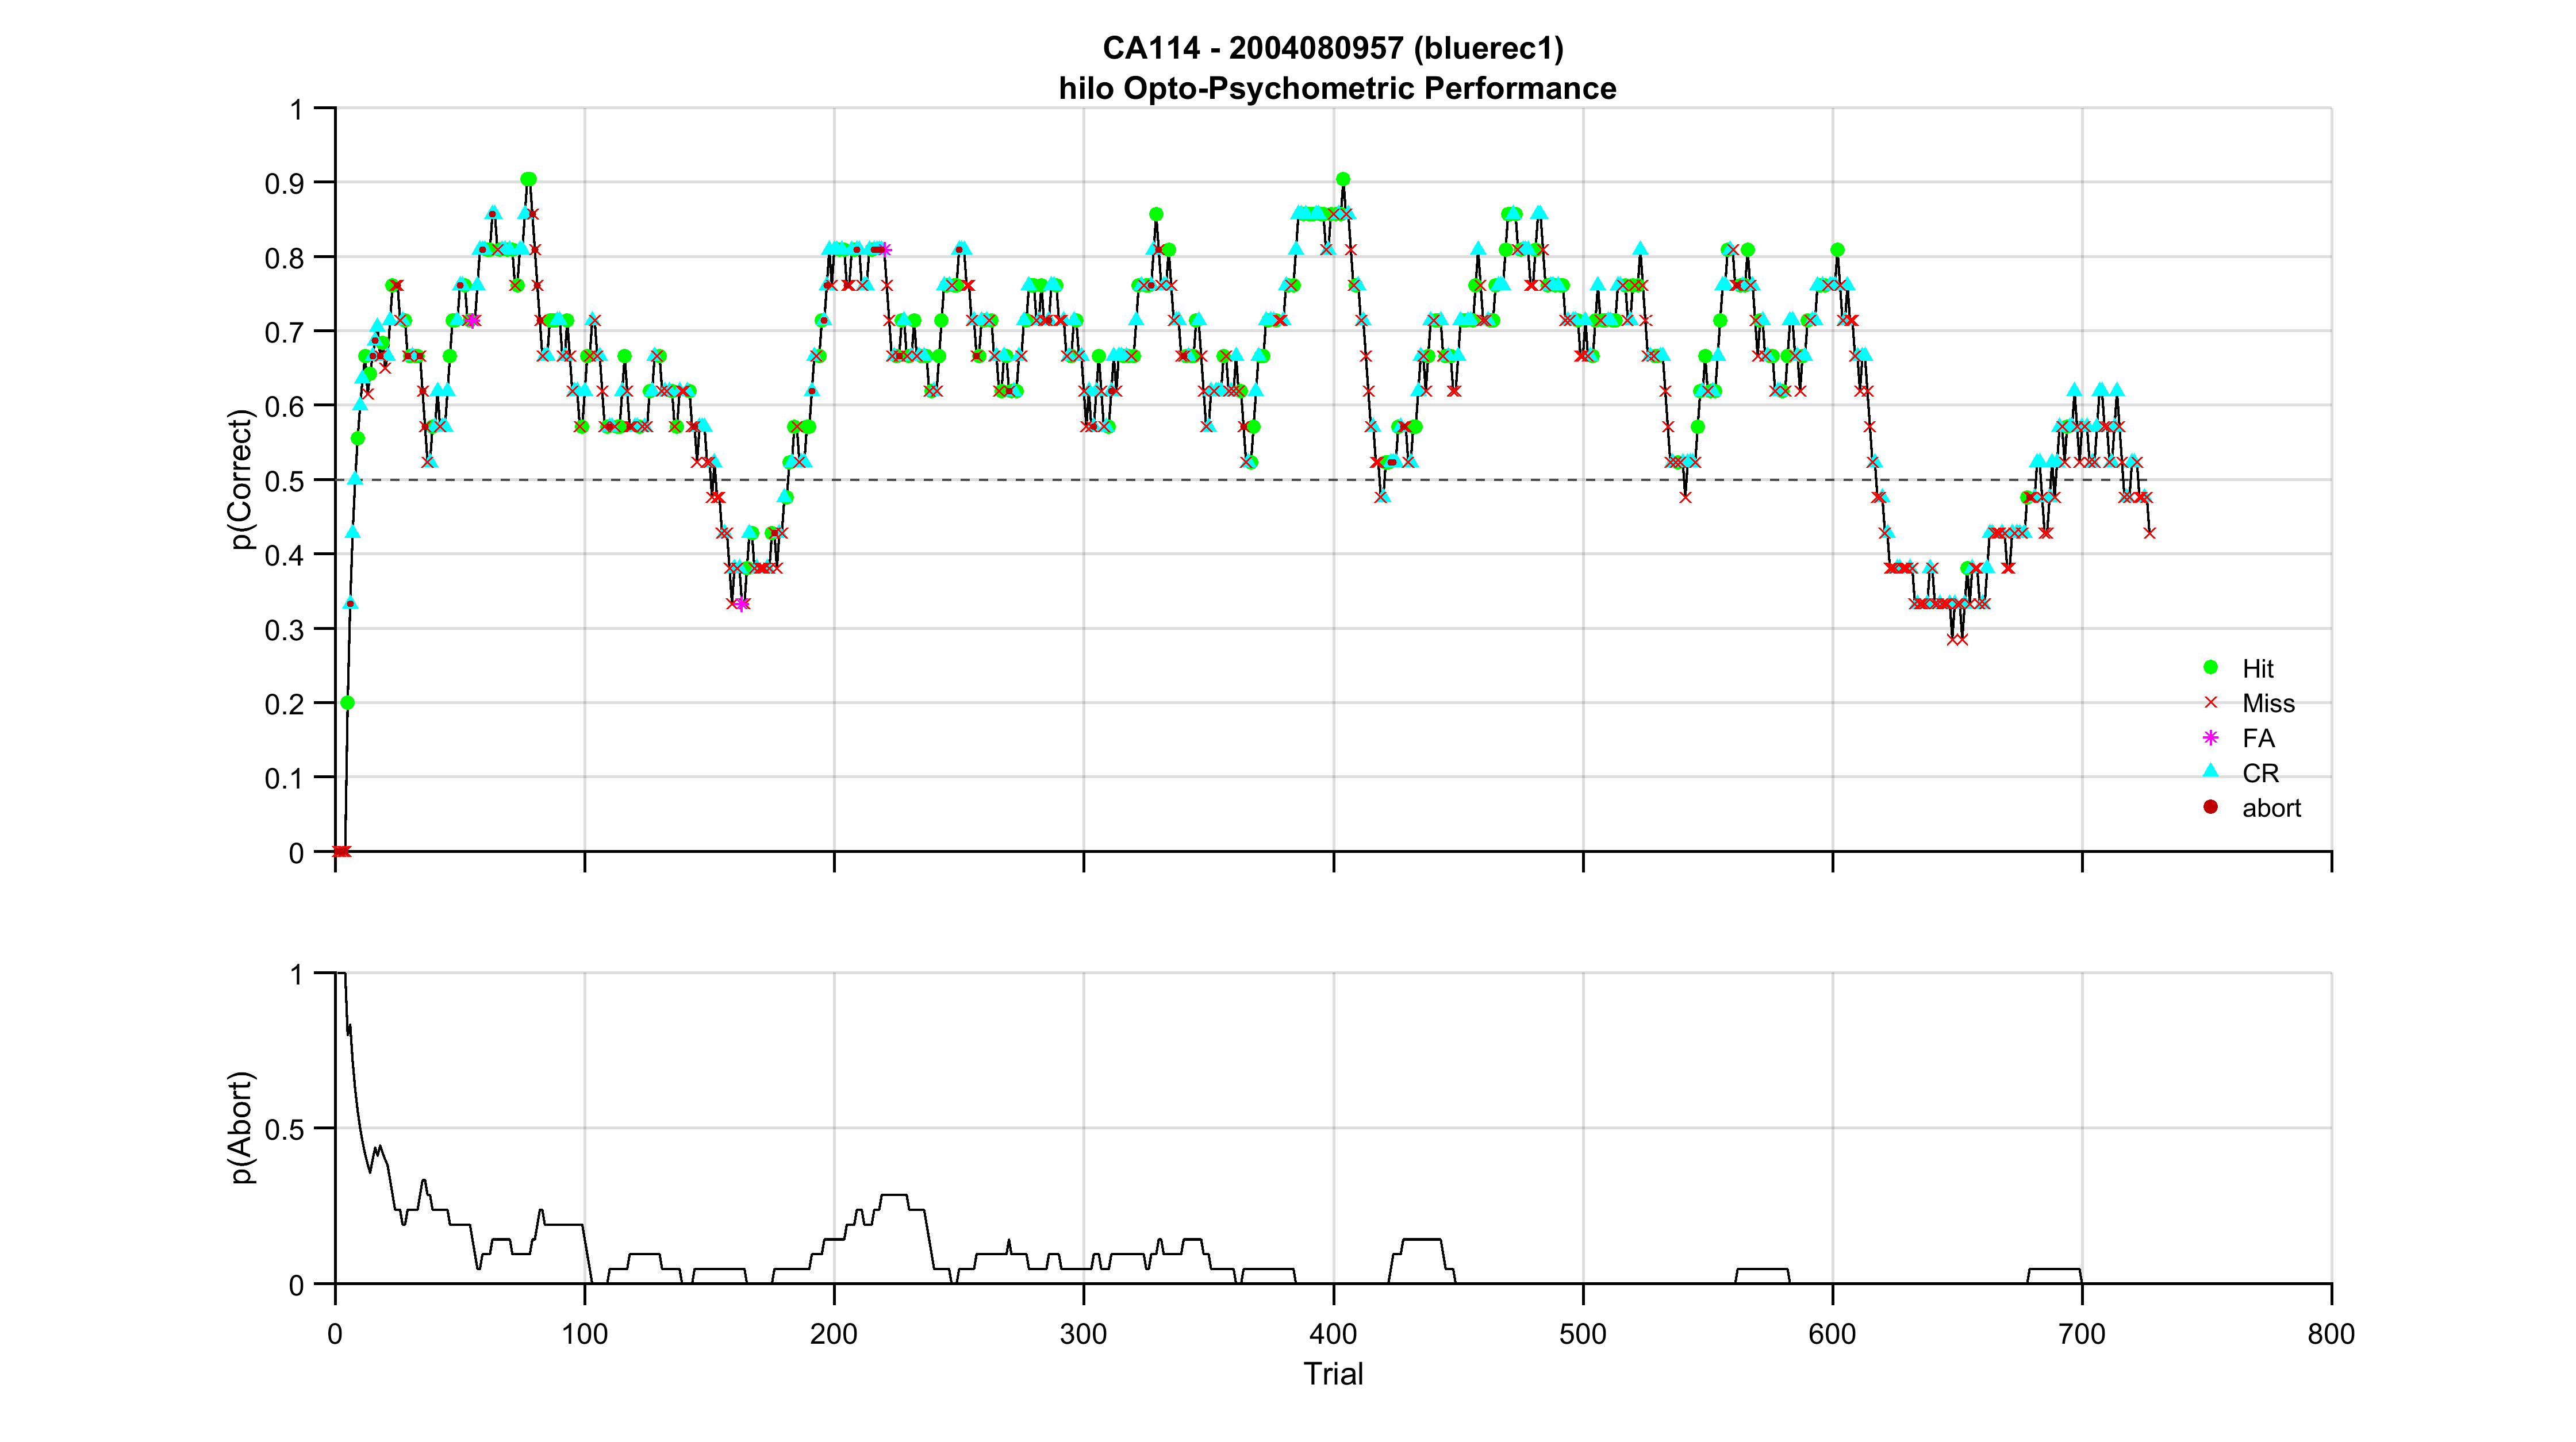 CA114 - 2004080957 (bluerec1)
hilo Opto-Psychometric Performance
1
0.9
0.8
0.7
0.6
0.5
0.4
0.3
0.2
0.1
0
p(Correct)
Hit
Miss
FA
CR
abort
1
0.5
0
p(Abort)
0 100 200 300 400 500 600 700 800
Trial